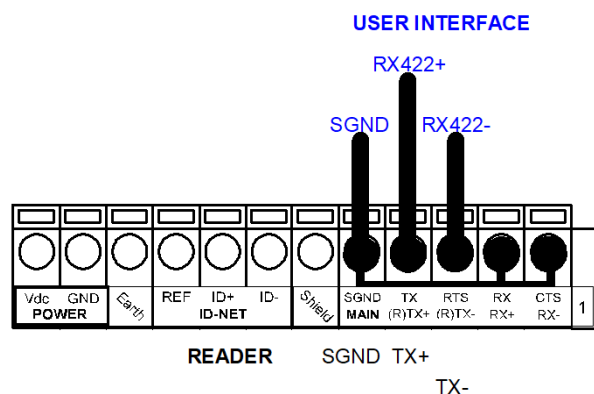 USER INTERFACE
RX422+
SGND RX422-
Vdc GND Earth REF ID+ ID- Shield SGND TX RTS RX CTS
POWER ID-NET MAIN (R)TX+ (R)TX- RX+ RX- 1
READER SGND TX+
TX-